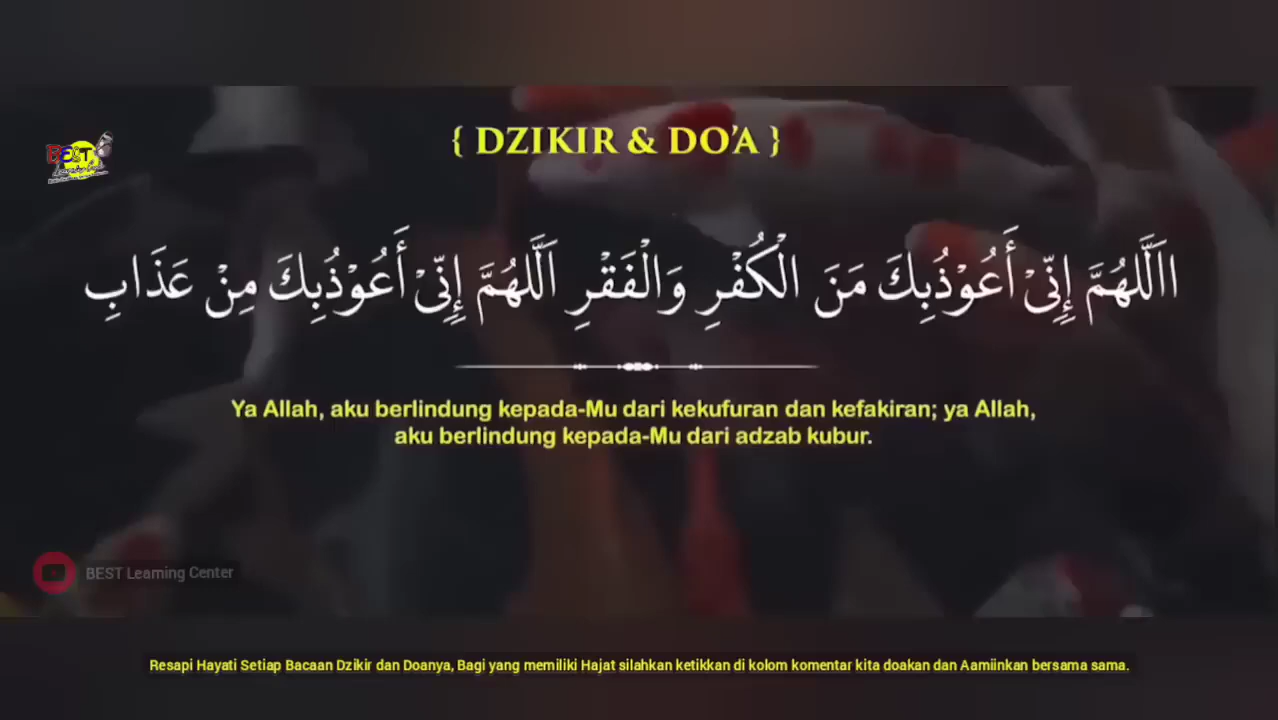 { DZIKIR & DO'A }
BEST
االَلَّهُمَّ إِنِّىْ أَعُوْذُبِكَ مَنَ الْكُفْرِ وَالْفَقْرِ اَللَّهُمَّ إِنِّىْ أَعُوْذُبِكَ مِنْ عَذَابِ
Ya Allah, aku berlindung kepada-Mu dari kekufuran dan kefakiran; ya Allah,
aku berlindung kepada-Mu dari adzab kubur.
BEST Learning Center
Resapi Hayati Setiap Bacaan Dzikir dan Doanya, Bagi yang memiliki Hajat silahkan ketikkan di kolom komentar kita doakan dan Aamiinkan bersama sama.